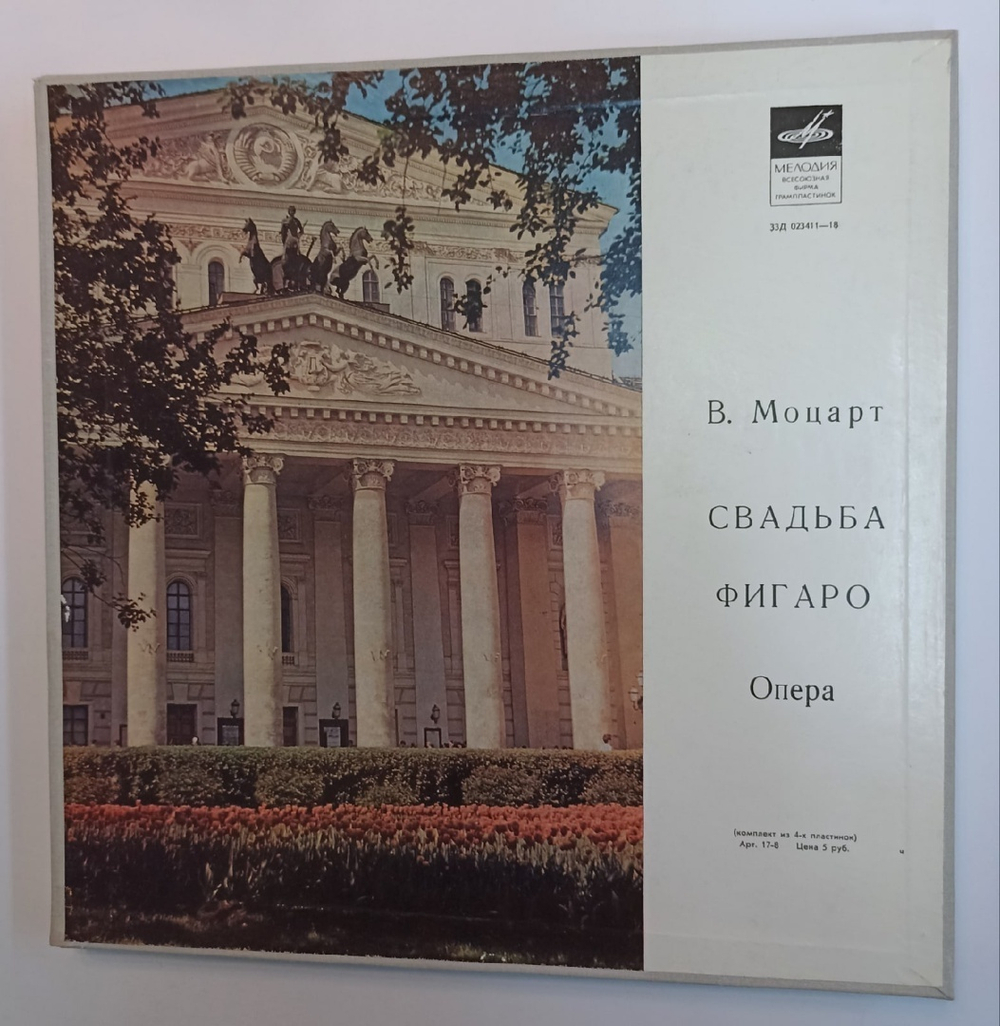 МЕЛОДИЯ
ВСЕСОЮЗНАЯ
ФИРМА
ГРАМПЛАСТИНОК
33Д 023411—18
В. Моцарт
СВАДЬБА
ФИГАРО
Опера
(комплект из 4-х пластинок)
Арт. 17-8 Цена 5 руб.
ч